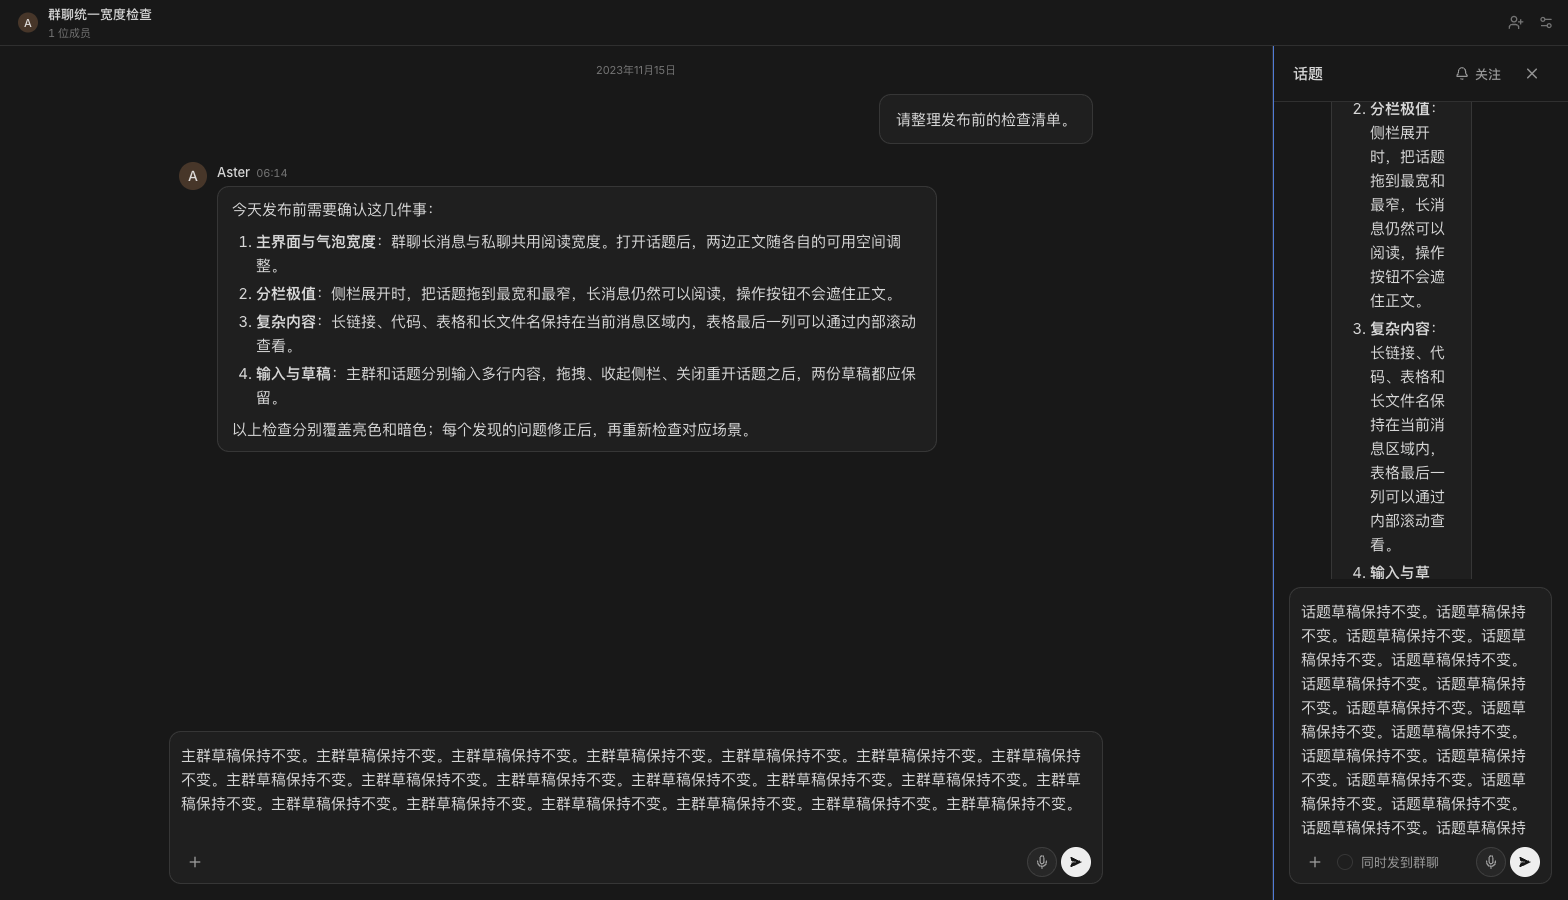 A
群聊统一宽度检查
1 位成员
2023年11月15日
请整理发布前的检查清单。
A
Aster 06:14
今天发布前需要确认这几件事：
1. 主界面与气泡宽度：群聊长消息与私聊共用阅读宽度。打开话题后，两边正文随各自的可用空间调
整。
2. 分栏极值：侧栏展开时，把话题拖到最宽和最窄，长消息仍然可以阅读，操作按钮不会遮住正文。
3. 复杂内容：长链接、代码、表格和长文件名保持在当前消息区域内，表格最后一列可以通过内部滚动
查看。
4. 输入与草稿：主群和话题分别输入多行内容，拖拽、收起侧栏、关闭重开话题之后，两份草稿都应保
留。
以上检查分别覆盖亮色和暗色；每个发现的问题修正后，再重新检查对应场景。
主群草稿保持不变。主群草稿保持不变。主群草稿保持不变。主群草稿保持不变。主群草稿保持不变。主群草稿保持不变。主群草稿保持
不变。主群草稿保持不变。主群草稿保持不变。主群草稿保持不变。主群草稿保持不变。主群草稿保持不变。主群草稿保持不变。主群草
稿保持不变。主群草稿保持不变。主群草稿保持不变。主群草稿保持不变。主群草稿保持不变。主群草稿保持不变。主群草稿保持不变。
话题
关注
2. 分栏极值：
侧栏展开
时，把话题
拖到最宽和
最窄，长消
息仍然可以
阅读，操作
按钮不会遮
住正文。
3. 复杂内容：
长链接、代
码、表格和
长文件名保
持在当前消
息区域内，
表格最后一
列可以通过
内部滚动查
看。
4. 输入与草
话题草稿保持不变。话题草稿保持
不变。话题草稿保持不变。话题草
稿保持不变。话题草稿保持不变。
话题草稿保持不变。话题草稿保持
不变。话题草稿保持不变。话题草
稿保持不变。话题草稿保持不变。
话题草稿保持不变。话题草稿保持
不变。话题草稿保持不变。话题草
稿保持不变。话题草稿保持不变。
话题草稿保持不变。话题草稿保持
同时发到群聊